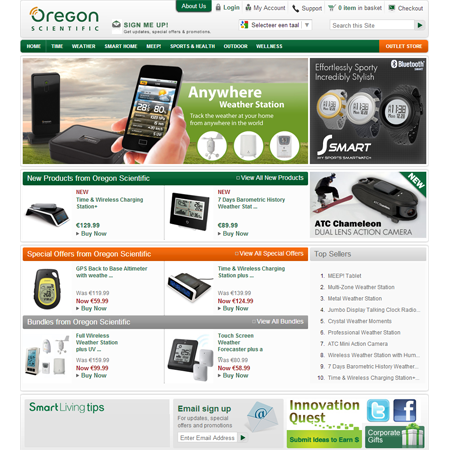 About Us
Login
My Account
Support
0 item in basket
Checkout
Oregon
SCIENTIFIC
SIGN ME UP!
Get updates, special offers & promotions.
Selecteer een taal
Search this Site
HOME
TIME
WEATHER
SMART HOME
MEEP!
SPORTS & HEALTH
OUTDOOR
WELLNESS
OUTLET STORE
Anywhere
Weather Station
Track the weather at your home
from anywhere in the world
Effortlessly Sporty
Incredibly Stylish
Bluetooth
SMART
MY SPORTS SMARTWATCH
NEW
ATC Chameleon
DUAL LENS ACTION CAMERA
New Products from Oregon Scientific
View All New Products
NEW
Time & Wireless Charging
Station+
€129.99
Buy Now
NEW
7 Days Barometric History
Weather Stat ...
€89.99
Buy Now
Special Offers from Oregon Scientific
View All Special Offers
GPS Back to Base Altimeter
with weathe ...
Was €119.99
Now €59.99
Buy Now
Time & Wireless Charging
Station plus ...
Was €139.99
Now €124.99
Buy Now
Bundles from Oregon Scientific
View All Bundles
Full Wireless
Weather Station
plus UV ...
Was €159.99
Now €99.99
Buy Now
Touch Screen
Weather
Forecaster plus a
...
Was €80.99
Now €58.99
Buy Now
Top Sellers
1. MEEP! Tablet
2. Multi-Zone Weather Station
3. Metal Weather Station
4. Jumbo Display Talking Clock Radio...
5. Crystal Weather Moments
6. Professional Weather Station
7. ATC Mini Action Camera
8. Wireless Weather Station with Hum...
9. 7 Days Barometric History Weather...
10. Time & Wireless Charging Station+...
Smart Living tips
Email sign up
For updates, special
offers and promotions
Enter Email Address
Innovation
Quest
Submit Ideas to Earn $
Corporate
Gifts